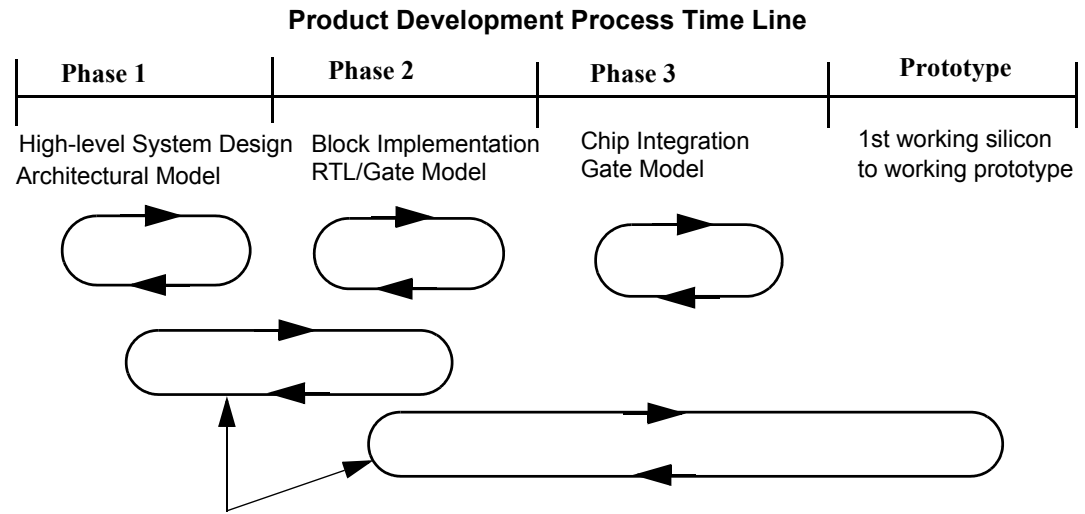 Product Development Process Time Line
Phase 1
Phase 2
Phase 3
Prototype
High-level System Design
Architectural Model
Block Implementation
RTL/Gate Model
Chip Integration
Gate Model
1st working silicon
to working prototype